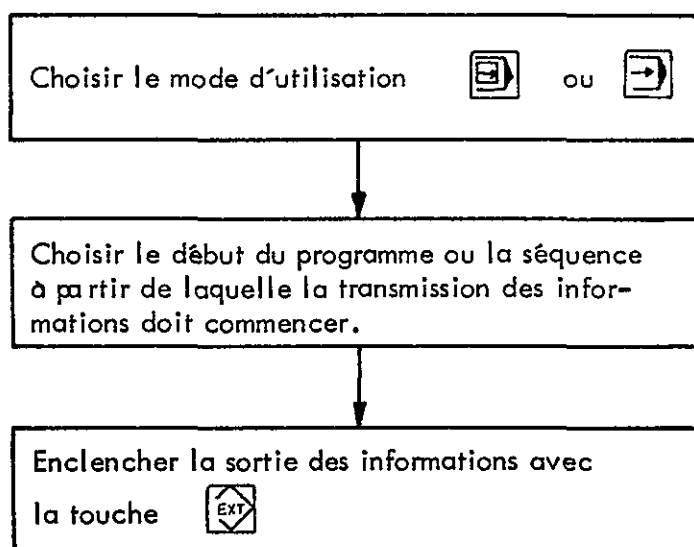 Choisir le mode d'utilisation ou
Choisir le début du programme ou la séquence
à partir de laquelle la transmission des infor-
mations doit commencer.
Enclencher la sortie des informations avec
la touche EXT